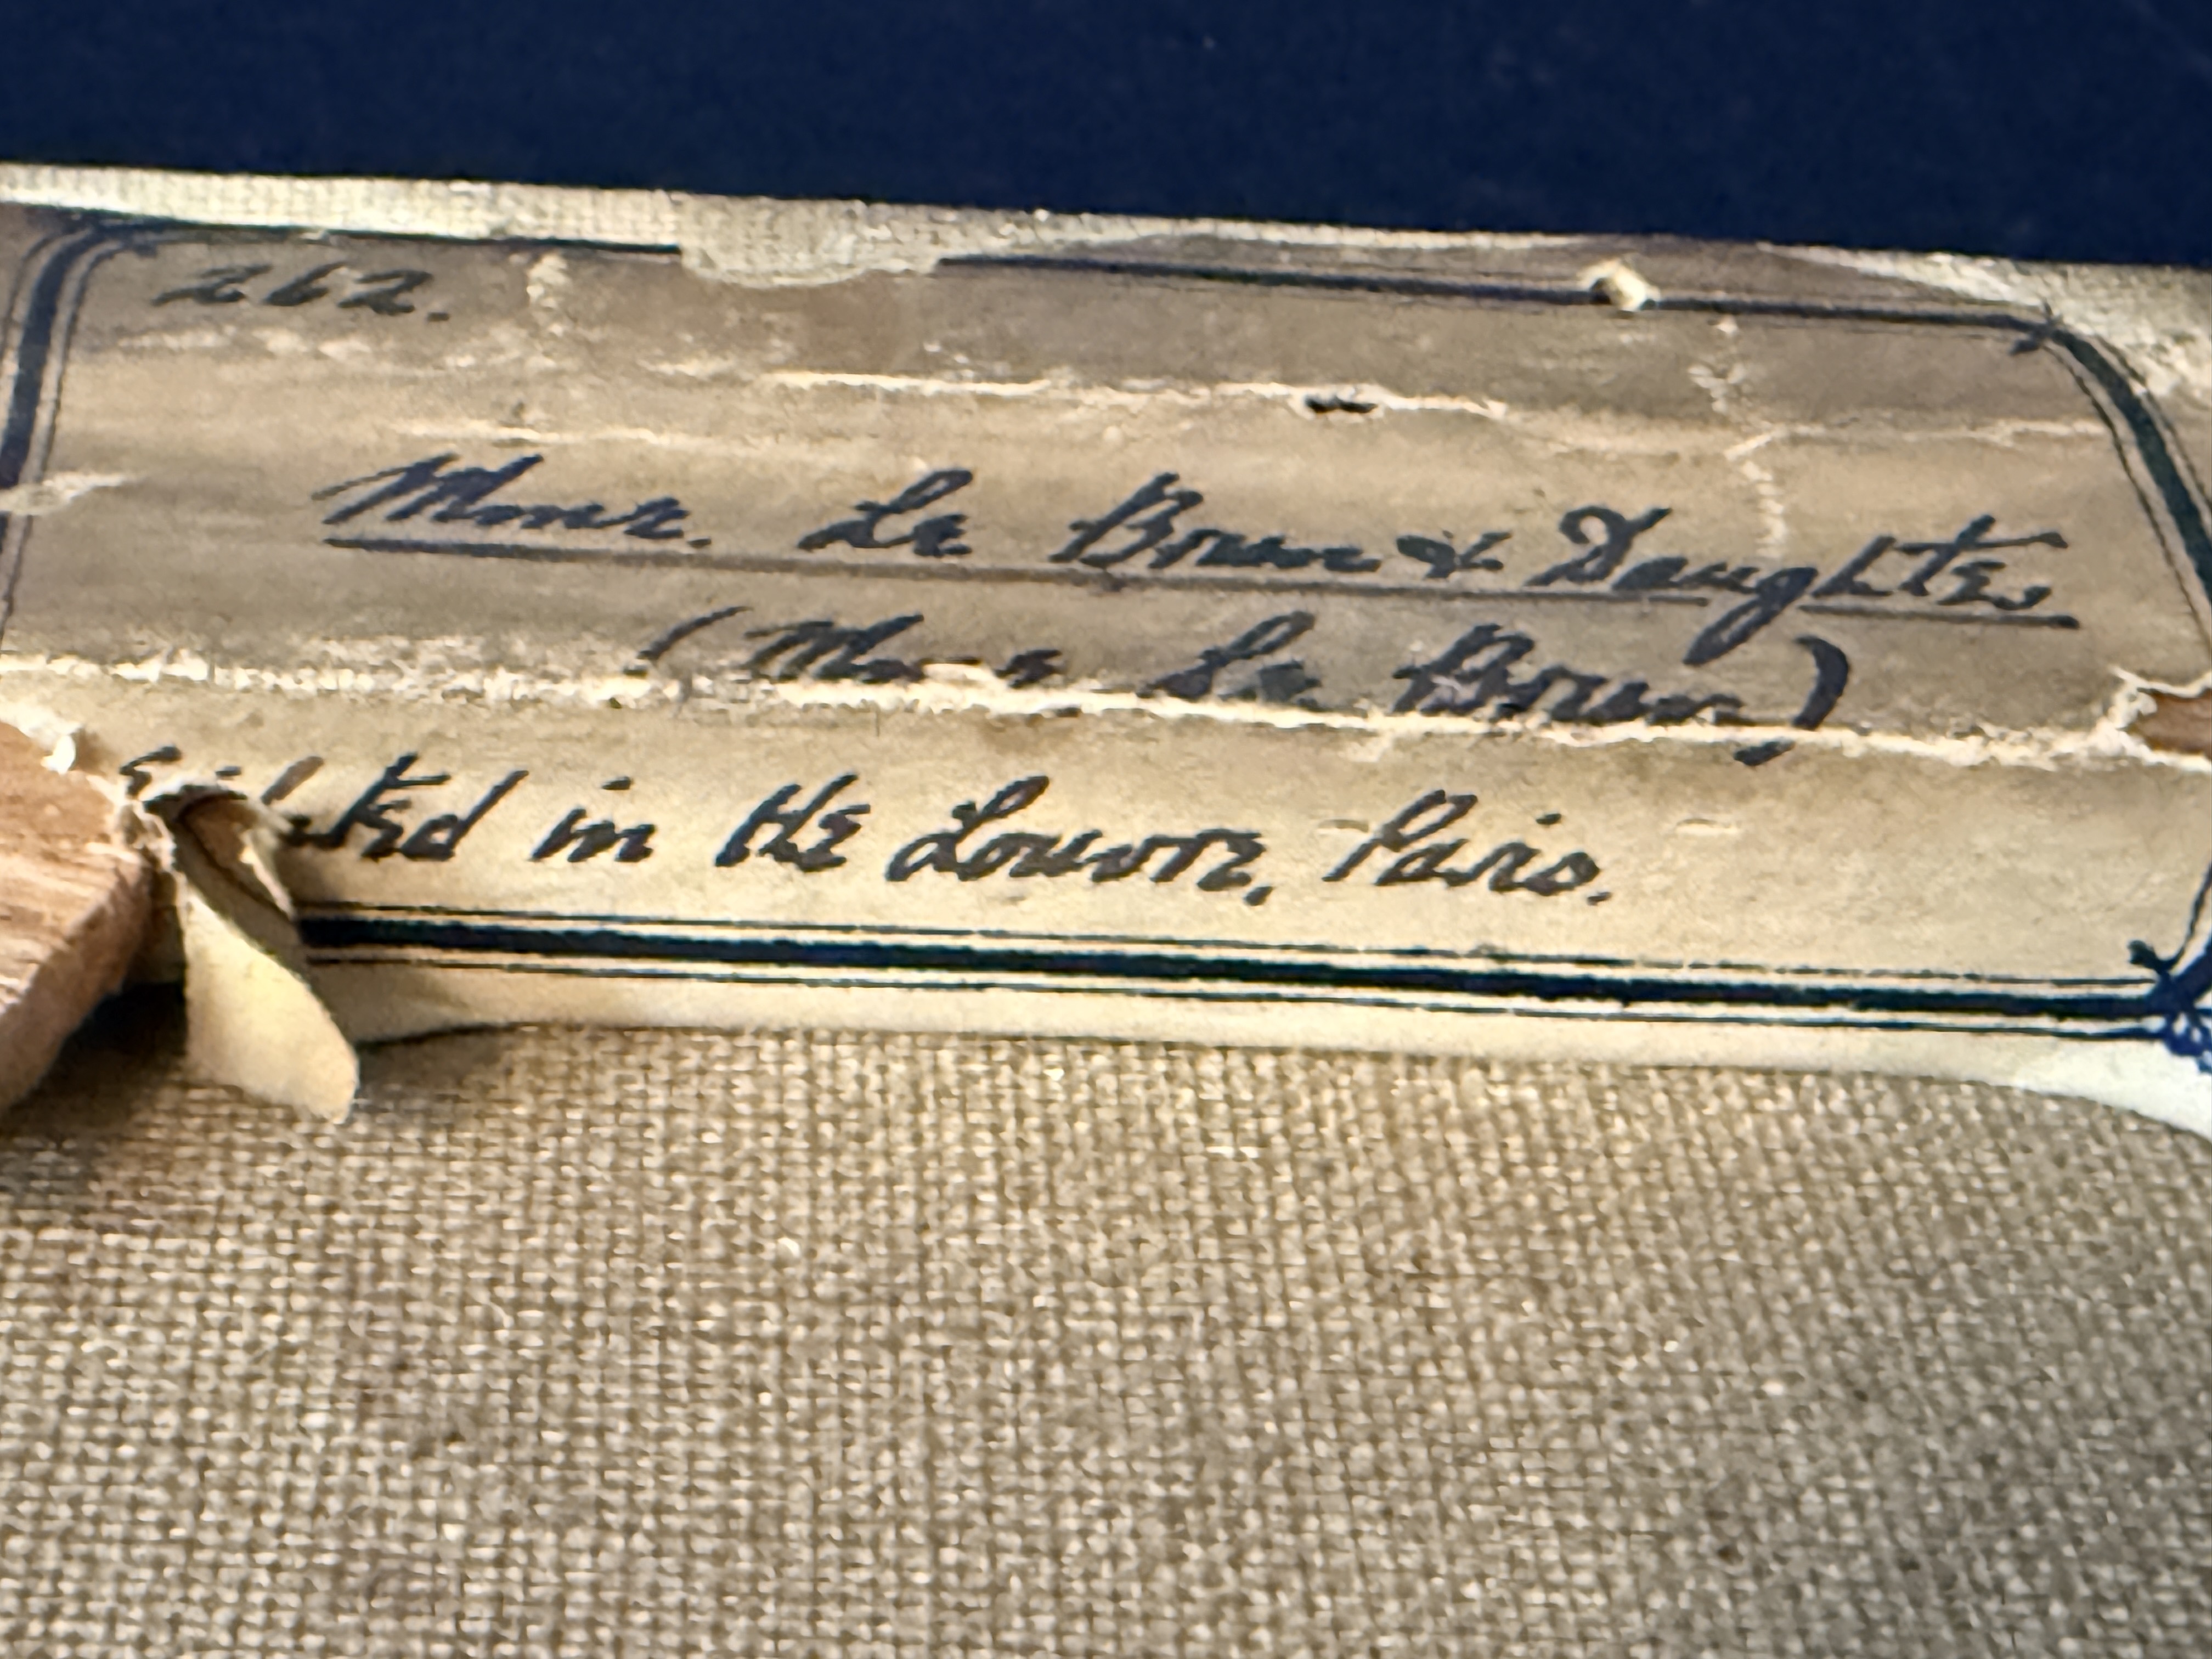 262.
Mme. Le Brun & Daughter.
(Mme Le Brun)
in the Louvre, Paris.